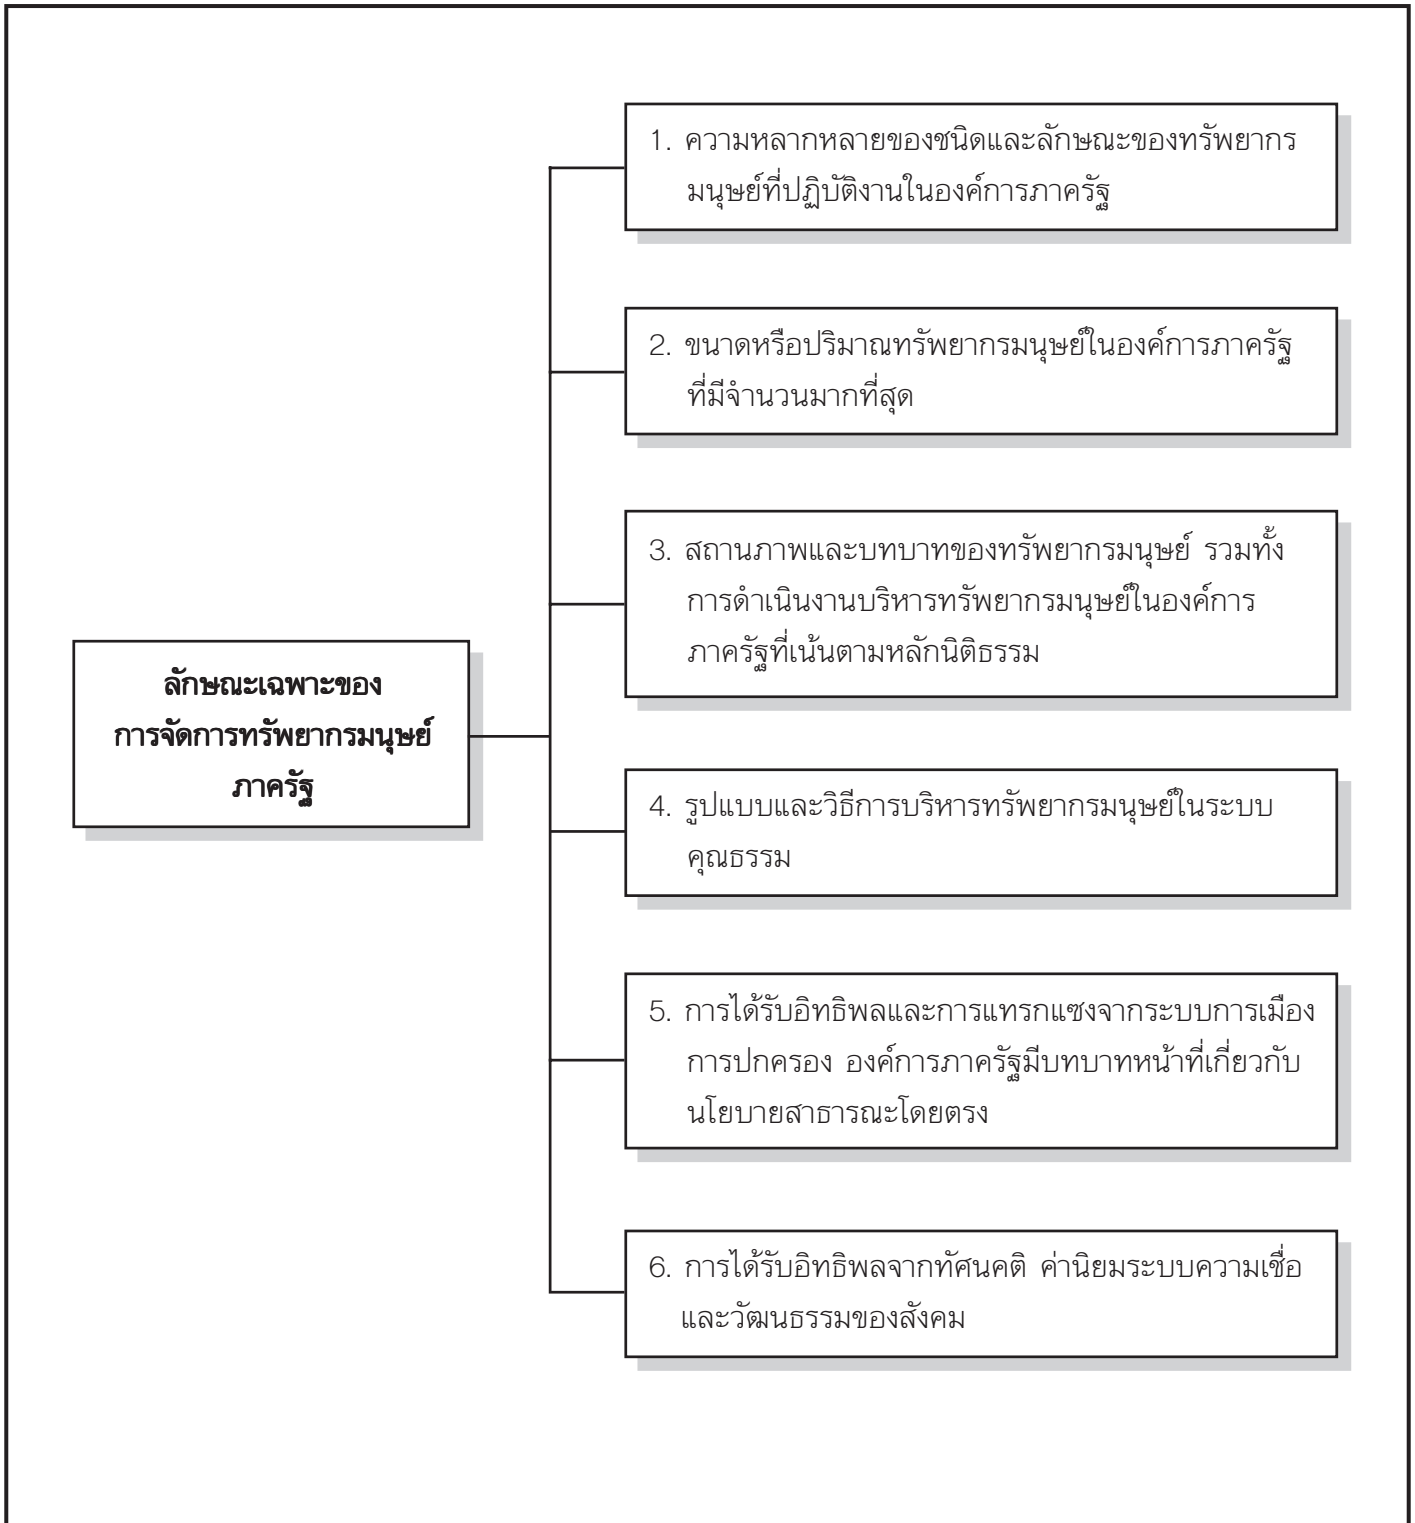 1. ความหลากหลายของชนิดและลักษณะของทรัพยากร
มนุษย์ที่ปฏิบัติงานในองค์การภาครัฐ
2. ขนาดหรือปริมาณทรัพยากรมนุษย์ในองค์การภาครัฐ
ที่มีจำนวนมากที่สุด
3. สถานภาพและบทบาทของทรัพยากรมนุษย์ รวมทั้ง
การดำเนินงานบริหารทรัพยากรมนุษย์ในองค์การ
ภาครัฐที่เน้นตามหลักนิติธรรม
ลักษณะเฉพาะของ
การจัดการทรัพยากรมนุษย์
ภาครัฐ
4. รูปแบบและวิธีการบริหารทรัพยากรมนุษย์ในระบบ
คุณธรรม
5. การได้รับอิทธิพลและการแทรกแซงจากระบบการเมือง
การปกครอง องค์การภาครัฐมีบทบาทหน้าที่เกี่ยวกับ
นโยบายสาธารณะโดยตรง
6. การได้รับอิทธิพลจากทัศนคติ ค่านิยมระบบความเชื่อ
และวัฒนธรรมของสังคม